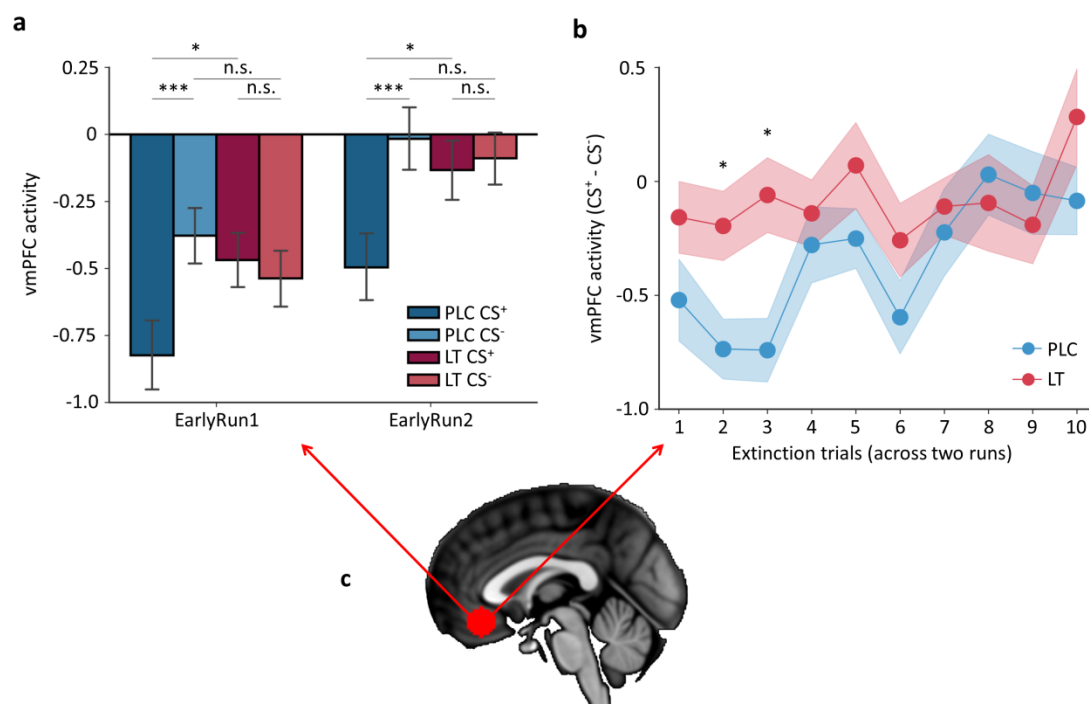 a
* *
n.s. n.s.
*** n.s. *** n.s.
0.25
0
-0.25
-0.5
-0.75
-1.0
vmPFC activity
PLC CS⁺
PLC CS⁻
LT CS⁺
LT CS⁻
EarlyRun1 EarlyRun2
b
0.5
0
-0.5
-1.0
vmPFC activity (CS⁺ - CS⁻)
* *
PLC
LT
1 2 3 4 5 6 7 8 9 10
Extinction trials (across two runs)
c